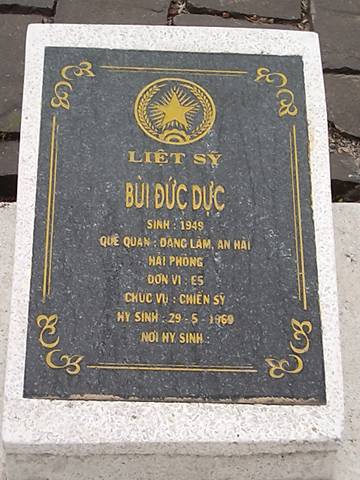 LIỆT SỸ
BÙI ĐỨC DỰC
SINH : 1949
QUÊ QUÁN : ĐẰNG LÂM, AN HẢI
HẢI PHÒNG
ĐƠN VỊ : E5
CHỨC VỤ : CHIẾN SỸ
HY SINH : 29 - 5 - 1969
NƠI HY SINH :